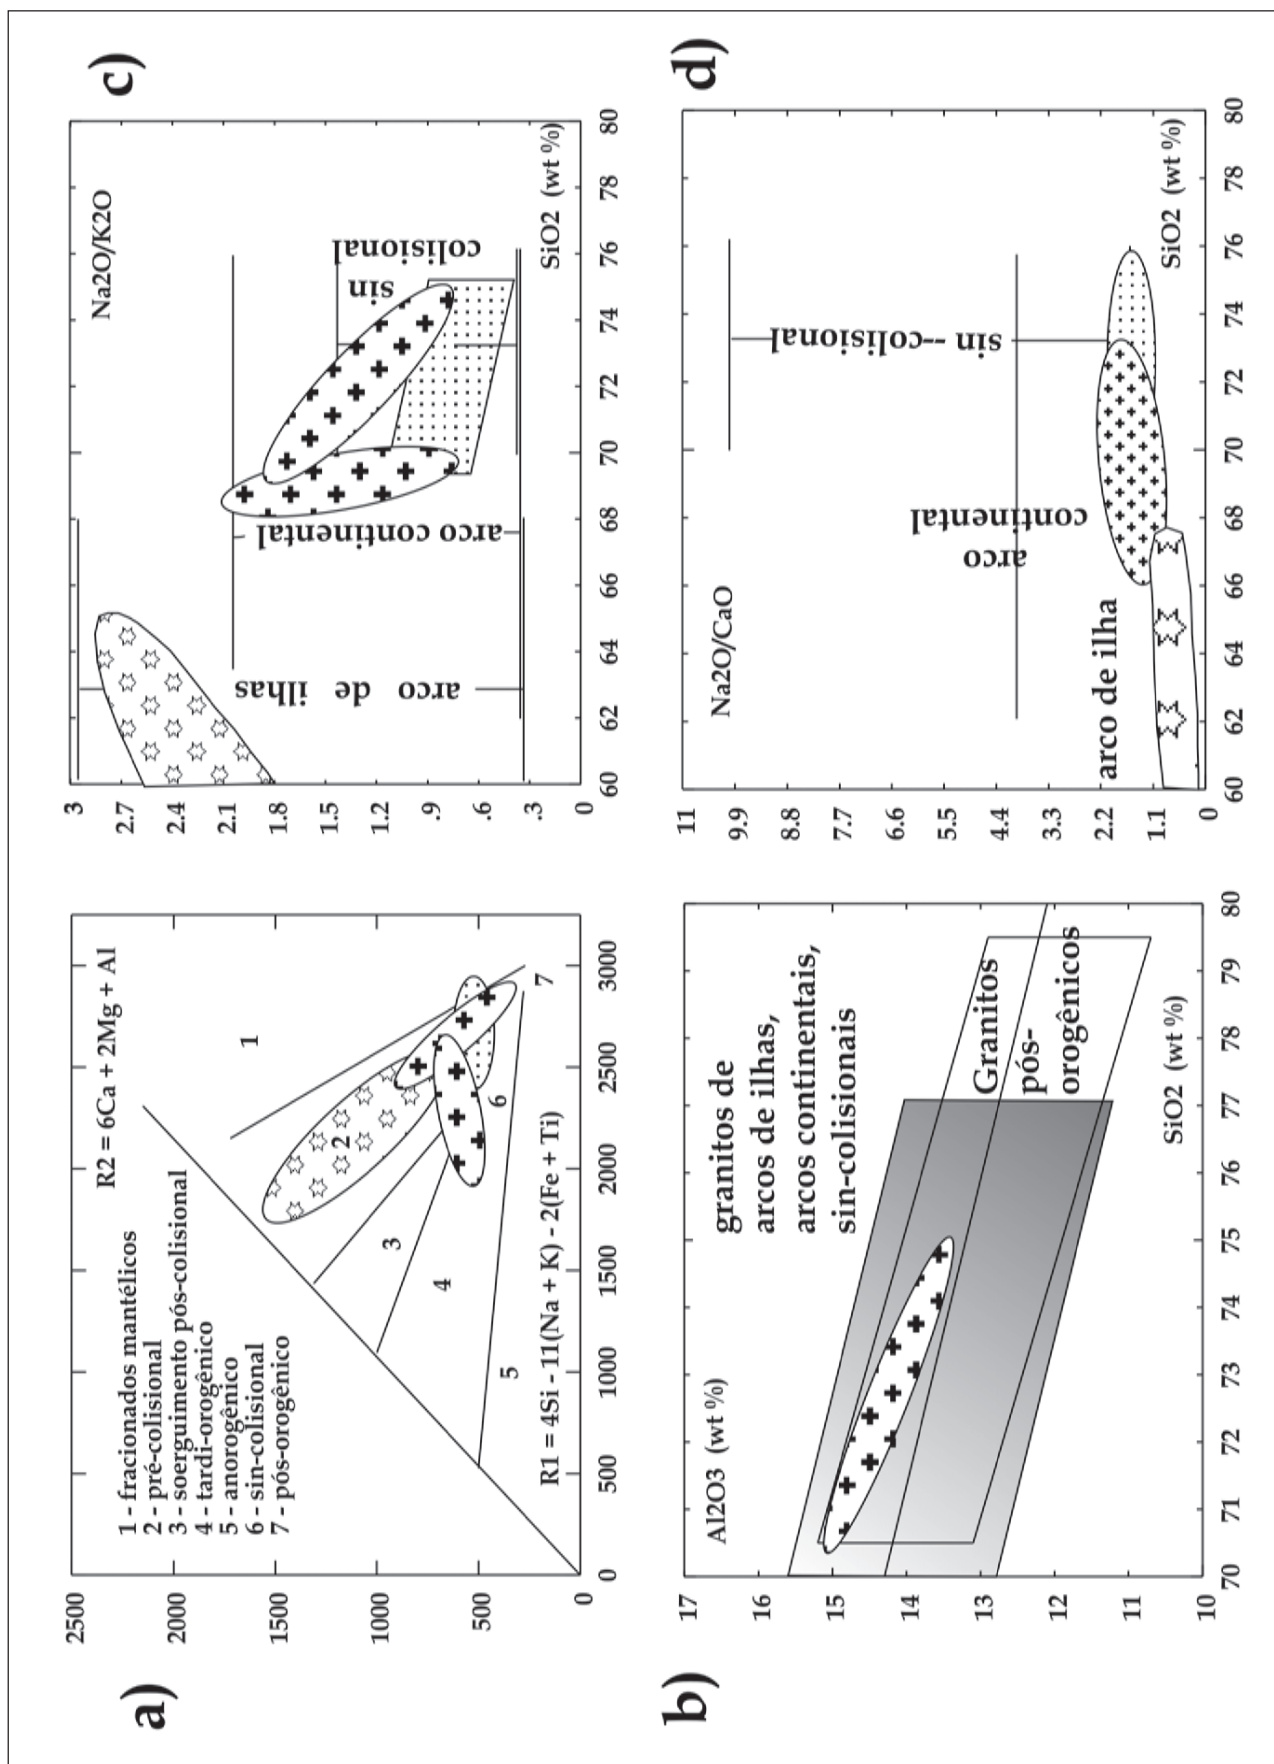 a)
R2 = 6Ca + 2Mg + Al
1 - fracionados mantélicos
2 - pré-colisional
3 - soerguimento pós-colisional
4 - tardi-orogênico
5 - anorogênico
6 - sin-colisional
7 - pós-orogênico
2500
2000
1500
1000
500
0
1
2
3
4
5
6
7
R1 = 4Si - 11(Na + K) - 2(Fe + Ti)
0
500
1000
1500
2000
2500
3000
c)
Na2O/K2O
3
2.7
2.4
2.1
1.8
1.5
1.2
.9
.6
.3
0
arco de ilhas
arco continental
sin
colisional
SiO2 (wt %)
60
62
64
66
68
70
72
74
76
78
80
b)
Al2O3 (wt %)
granitos de
arcos de ilhas,
arcos continentais,
sin-colisionais
17
16
15
14
13
12
11
10
Granitos
pós-
orogênicos
SiO2 (wt %)
70
71
72
73
74
75
76
77
78
79
80
d)
Na2O/CaO
11
9.9
8.8
7.7
6.6
5.5
4.4
3.3
2.2
1.1
0
arco de ilha
arco
continental
sin--colisional
SiO2 (wt %)
60
62
64
66
68
70
72
74
76
78
80